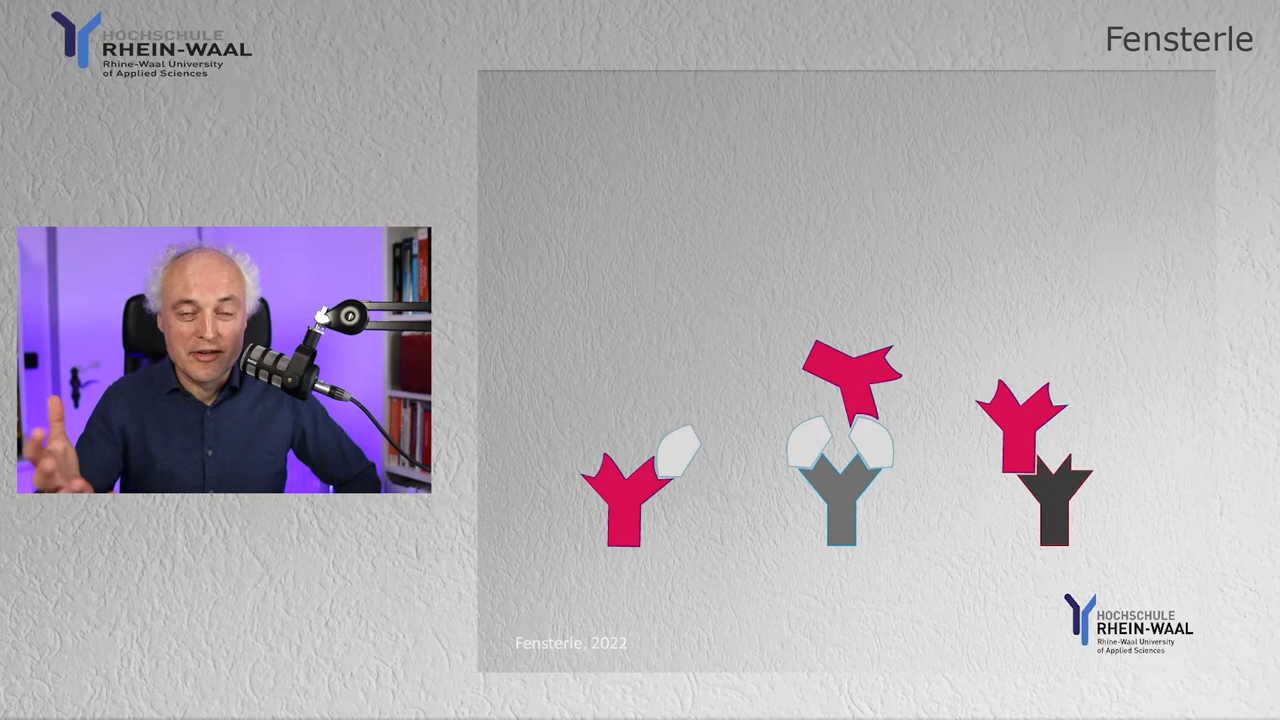 HOCHSCHULE
RHEIN-WAAL
Rhine-Waal University
of Applied Sciences
Fensterle
Fensterle, 2022
HOCHSCHULE
RHEIN-WAAL
Rhine-Waal University
of Applied Sciences